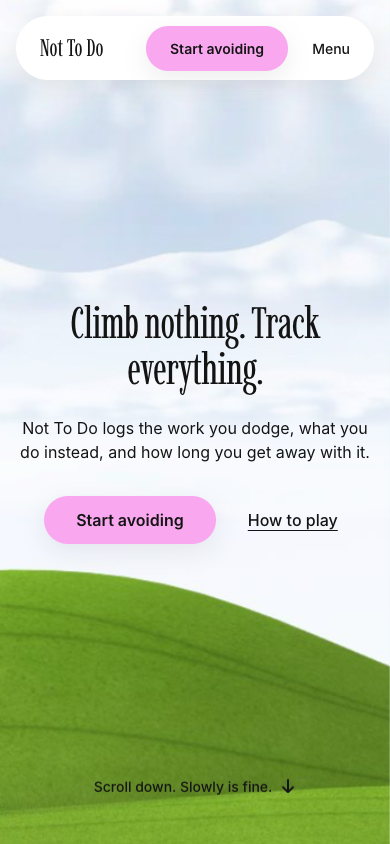 Not To Do
Start avoiding
Menu
Climb nothing. Track
everything.
Not To Do logs the work you dodge, what you
do instead, and how long you get away with it.
Start avoiding
How to play
Scroll down. Slowly is fine.